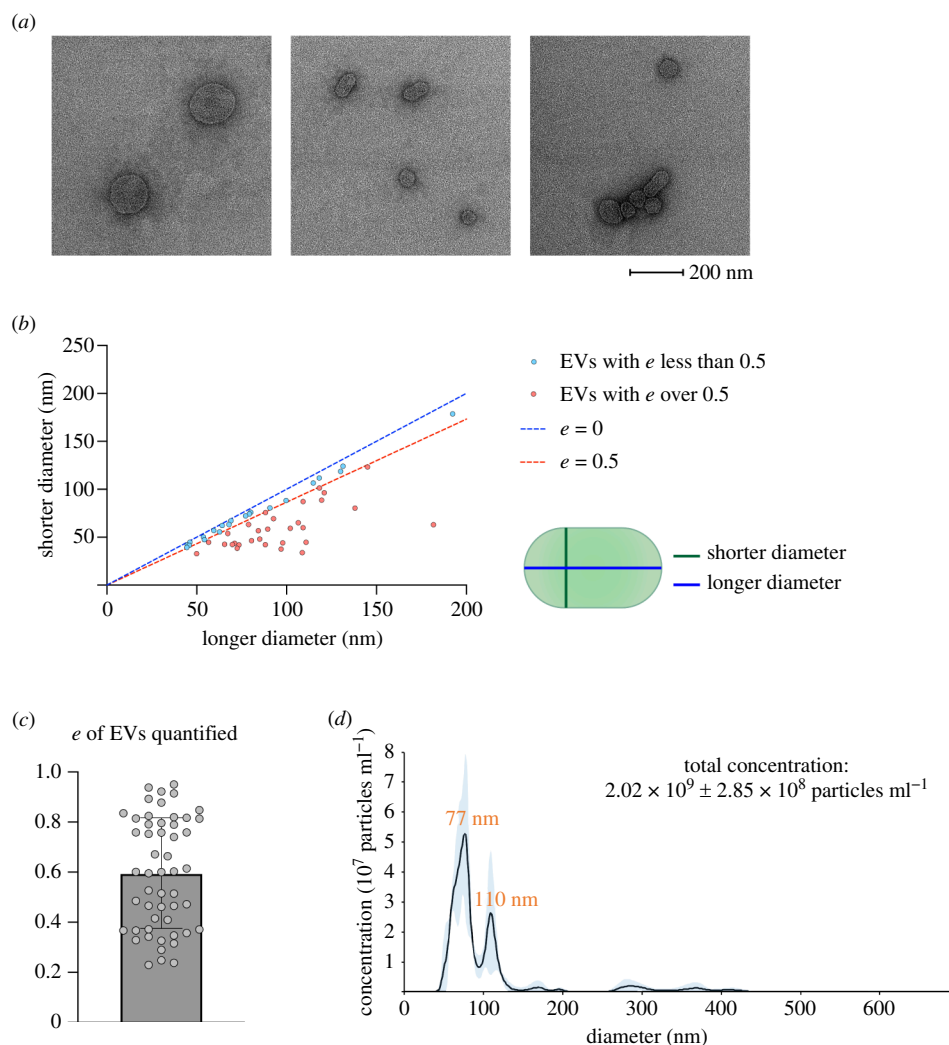 (a)
200 nm
(b)
250
200
150
100
50
0
50
100
150
200
shorter diameter (nm)
longer diameter (nm)
EVs with e less than 0.5
EVs with e over 0.5
e = 0
e = 0.5
shorter diameter
longer diameter
(c)
e of EVs quantified
1.0
0.8
0.6
0.4
0.2
0
(d)
concentration (10⁷ particles ml⁻¹)
8
7
6
5
4
3
2
1
77 nm
110 nm
total concentration:
2.02 × 10⁹ ± 2.85 × 10⁸ particles ml⁻¹
0
100
200
300
400
500
600
diameter (nm)